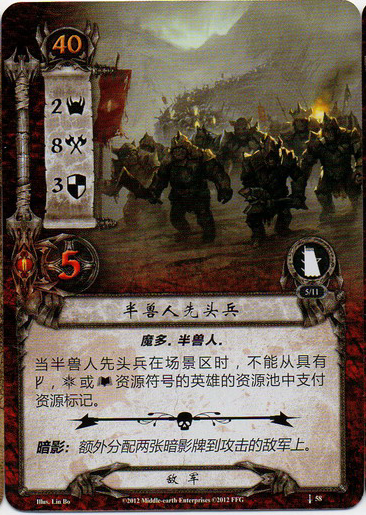 40
2
8
3
5
5/11
半兽人先头兵
魔多. 半兽人.
当半兽人先头兵在场景区时，不能从具有
，或资源符号的英雄的资源池中支付
资源标记。
暗影：额外分配两张暗影牌到攻击的敌军上。
敌军
Illus. Liu Bo ©2012 Middle-earth Enterprises ©2012 FFG 58